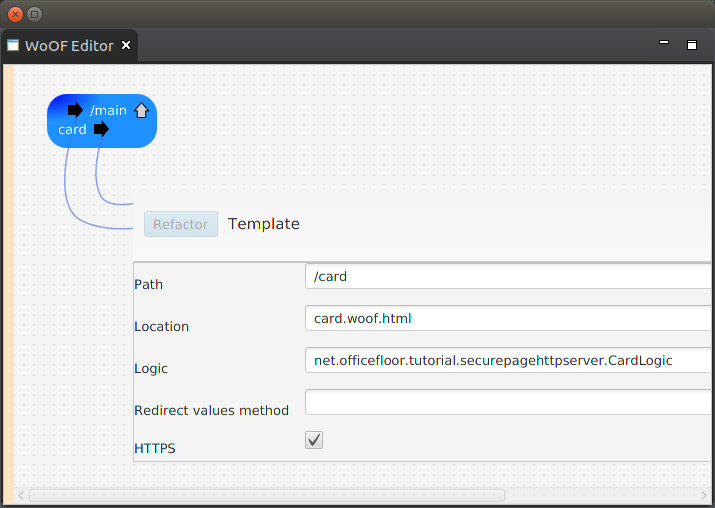 WoOF Editor
/main
card
Refactor Template
Path /card
Location card.woof.html
Logic net.officefloor.tutorial.securepagehttpserver.CardLogic
Redirect values method
HTTPS